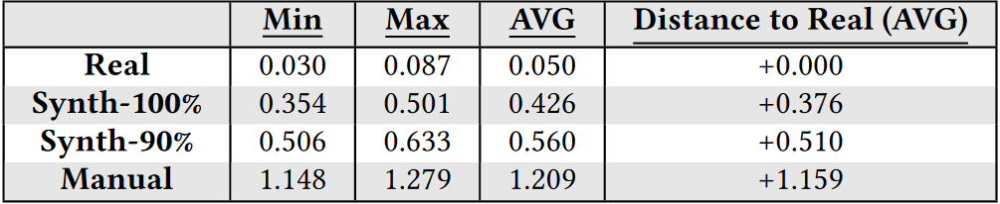 Min Max AVG Distance to Real (AVG)
Real 0.030 0.087 0.050 +0.000
Synth-100% 0.354 0.501 0.426 +0.376
Synth-90% 0.506 0.633 0.560 +0.510
Manual 1.148 1.279 1.209 +1.159